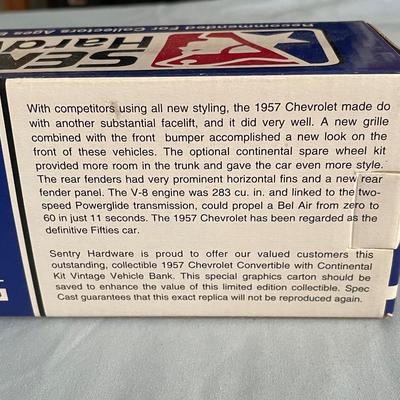 Recommended For Collectors Ages
SEN
Hard
With competitors using all new styling, the 1957 Chevrolet made do
with another substantial facelift, and it did very well. A new grille
combined with the front bumper accomplished a new look on the
front of these vehicles. The optional continental spare wheel kit
provided more room in the trunk and gave the car even more style.
The rear fenders had very prominent horizontal fins and a new rear
fender panel. The V-8 engine was 283 cu. in. and linked to the two-
speed Powerglide transmission, could propel a Bel Air from zero to
60 in just 11 seconds. The 1957 Chevrolet has been regarded as the
definitive Fifties car.
Sentry Hardware is proud to offer our valued customers this
outstanding, collectible 1957 Chevrolet Convertible with Continental
Kit Vintage Vehicle Bank. This special graphics carton should be
saved to enhance the value of this limited edition collectible. Spec
Cast guarantees that this exact replica will not be reproduced again.